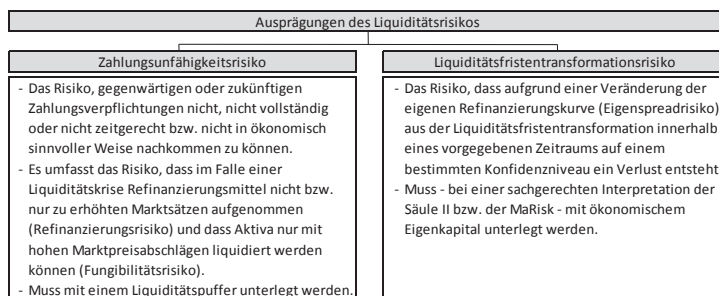 Ausprägungen des Liquiditätsrisikos
Zahlungsunfähigkeitsrisiko
- Das Risiko, gegenwärtigen oder zukünftigen
Zahlungsverpflichtungen nicht, nicht vollständig
oder nicht zeitgerecht bzw. nicht in ökonomisch
sinnvoller Weise nachkommen zu können.
- Es umfasst das Risiko, dass im Falle einer
Liquiditätskrise Refinanzierungsmittel nicht bzw.
nur zu erhöhten Marktsätzen aufgenommen
(Refinanzierungsrisiko) und dass Aktiva nur mit
hohen Marktpreisabschlägen liquidiert werden
können (Fungibilitätsrisiko).
- Muss mit einem Liquiditätspuffer unterlegt werden.
Liquiditätsfristentransformationsrisiko
- Das Risiko, dass aufgrund einer Veränderung der
eigenen Refinanzierungskurve (Eigenspreadrisiko)
aus der Liquiditätsfristentransformation innerhalb
eines vorgegebenen Zeitraums auf einem
bestimmten Konfidenzniveau ein Verlust entsteht
- Muss - bei einer sachgerechten Interpretation der
Säule II bzw. der MaRisk - mit ökonomischem
Eigenkapital unterlegt werden.